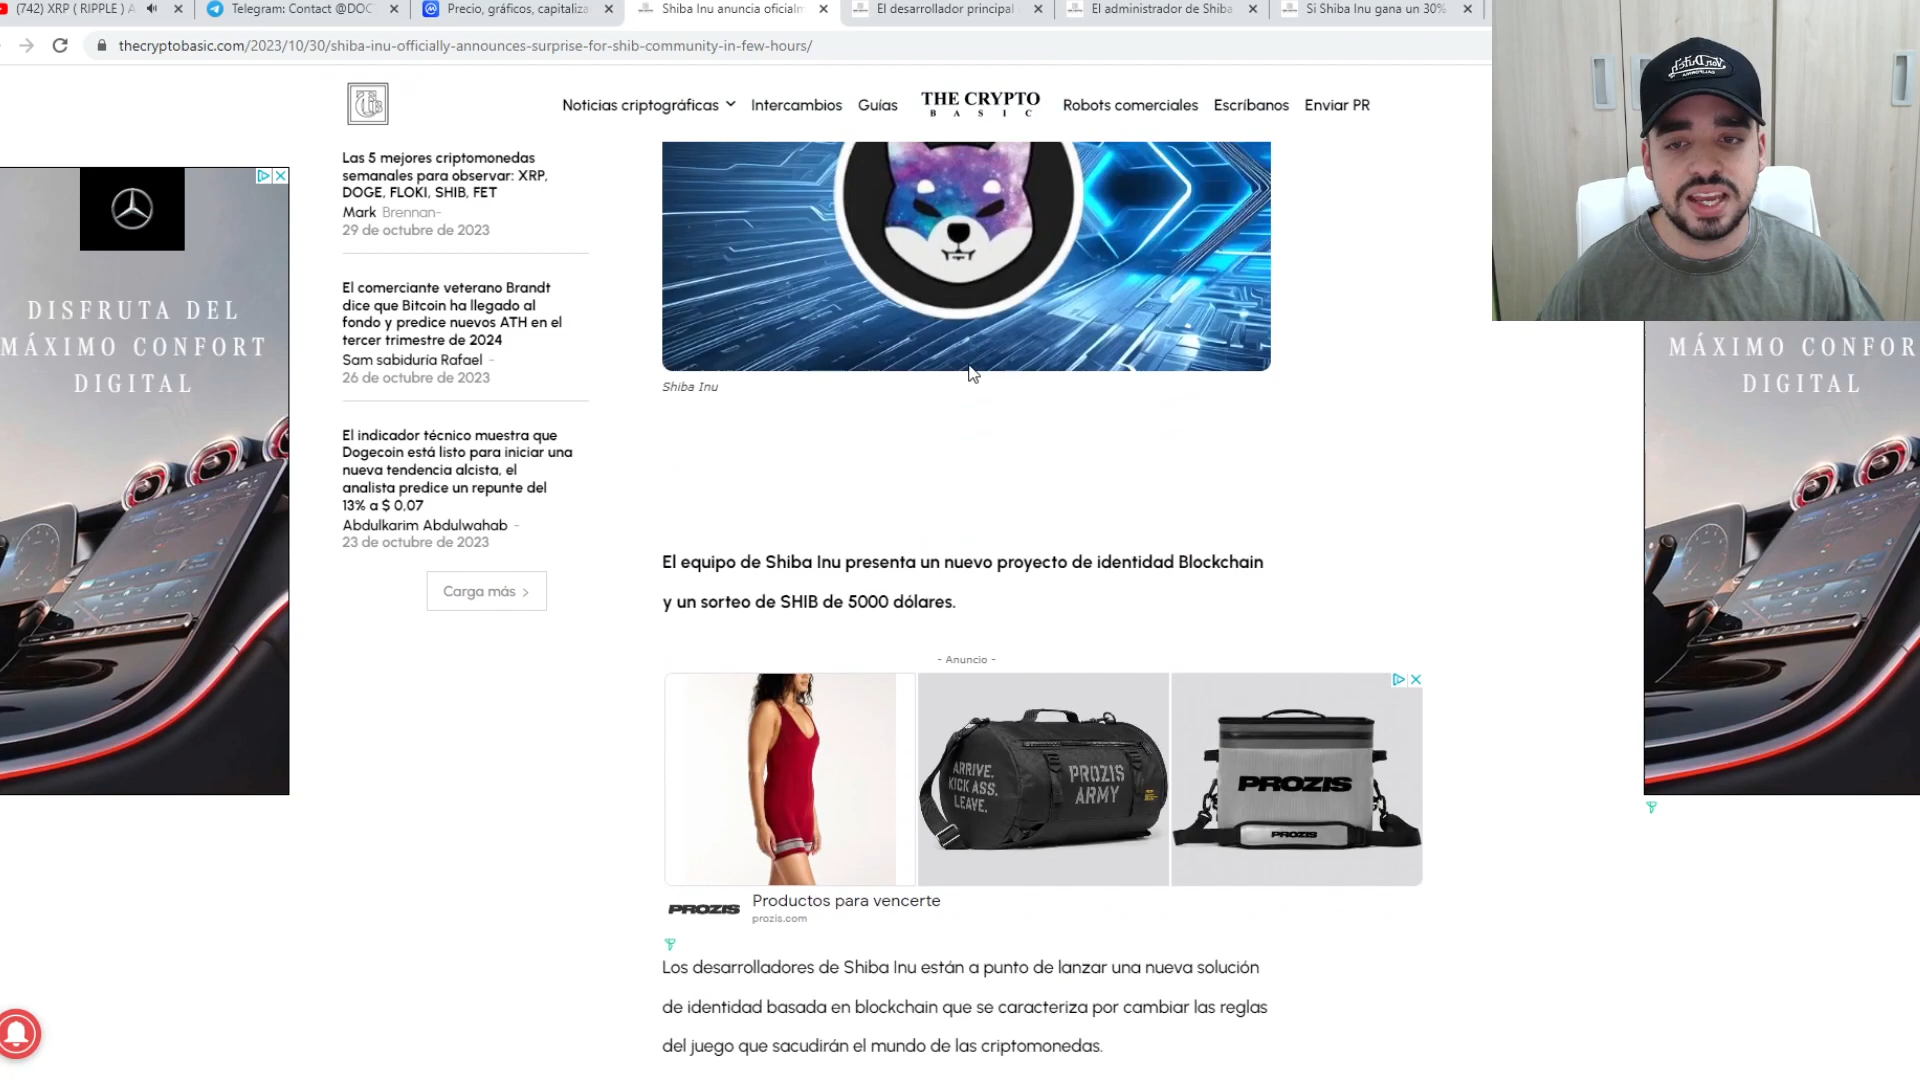 (742) XRP ( RIPPLE ) A
Telegram: Contact @DOC
Precio, gráficos, capitaliza
Shiba Inu anuncia oficialm
El desarrollador principal
El administrador de Shiba
Si Shiba Inu gana un 30%
thecryptobasic.com/2023/10/30/shiba-inu-officially-announces-surprise-for-shib-community-in-few-hours/
Noticias criptográficas
Intercambios
Guías
THE CRYPTO
BASIC
Robots comerciales
Escríbanos
Enviar PR
Las 5 mejores criptomonedas
semanales para observar: XRP,
DOGE, FLOKI, SHIB, FET
Mark Brennan-
29 de octubre de 2023
El comerciante veterano Brandt
dice que Bitcoin ha llegado al
fondo y predice nuevos ATH en el
tercer trimestre de 2024
Sam sabiduría Rafael -
26 de octubre de 2023
El indicador técnico muestra que
Dogecoin está listo para iniciar una
nueva tendencia alcista, el
analista predice un repunte del
13% a $ 0,07
Abdulkarim Abdulwahab -
23 de octubre de 2023
Carga más >
DISFRUTA DEL
MÁXIMO CONFORT
DIGITAL
Shiba Inu
El equipo de Shiba Inu presenta un nuevo proyecto de identidad Blockchain
y un sorteo de SHIB de 5000 dólares.
- Anuncio -
ARRIVE.
KICK ASS.
LEAVE.
PROZIS
ARMY
PROZIS
PROZIS
PROZIS
Productos para vencerte
prozis.com
Los desarrolladores de Shiba Inu están a punto de lanzar una nueva solución
de identidad basada en blockchain que se caracteriza por cambiar las reglas
del juego que sacudirán el mundo de las criptomonedas.
MÁXIMO CONFOR
DIGITAL